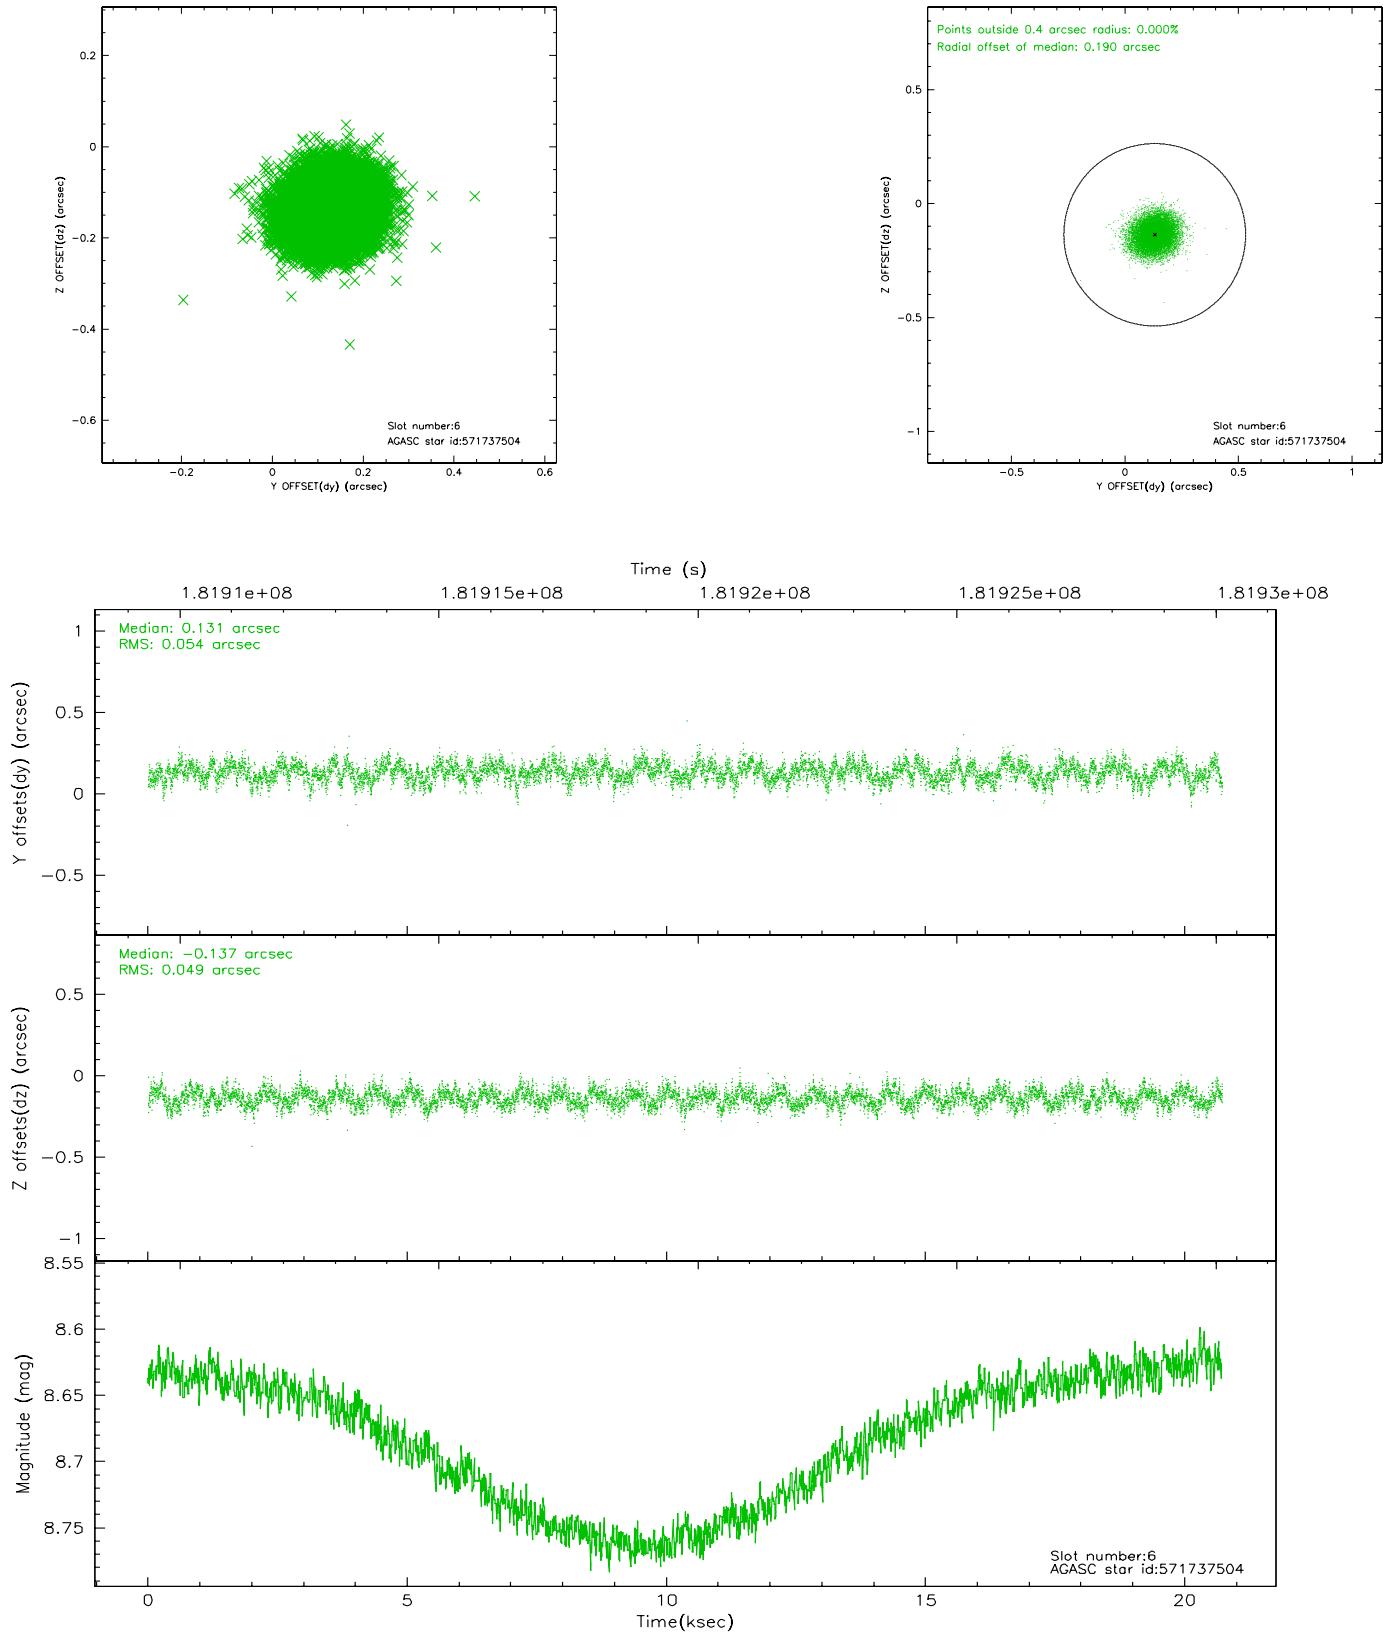 0.2
0
−0.2
−0.4
−0.6
Z OFFSET(dz) (arcsec)
−0.2
0
0.2
0.4
0.6
Y OFFSET(dy) (arcsec)
Slot number:6
AGASC star id:571737504
Points outside 0.4 arcsec radius: 0.000%
Radial offset of median: 0.190 arcsec
0.5
0
−0.5
−1
Z OFFSET(dz) (arcsec)
−0.5
0
0.5
1
Y OFFSET(dy) (arcsec)
Slot number:6
AGASC star id:571737504
Time (s)
1.8191e+08
1.81915e+08
1.8192e+08
1.81925e+08
1.8193e+08
Median: 0.131 arcsec
RMS: 0.054 arcsec
1
0.5
0
−0.5
Y offsets(dy) (arcsec)
Median: −0.137 arcsec
RMS: 0.049 arcsec
0.5
0
−0.5
−1
Z offsets(dz) (arcsec)
8.55
8.6
8.65
8.7
8.75
Magnitude (mag)
Slot number:6
AGASC star id:571737504
0
5
10
15
20
Time(ksec)